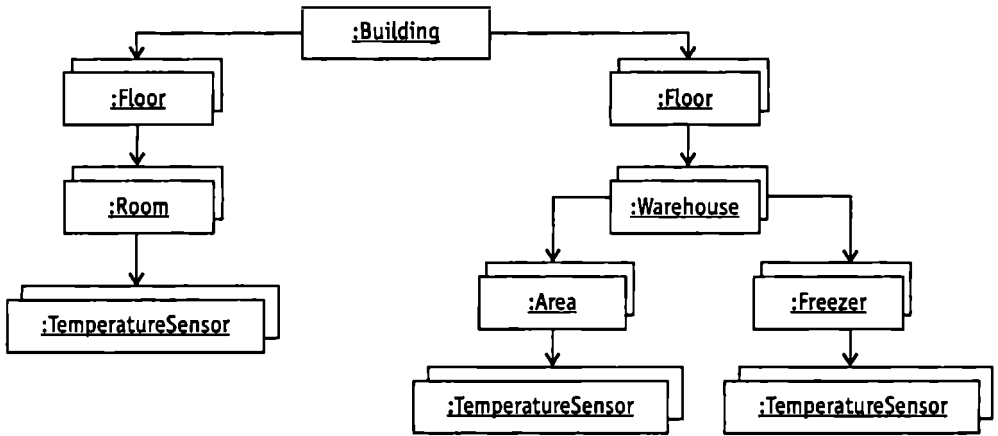 :Building
:Floor
:Floor
:Room
:Warehouse
:Area
:Freezer
:TemperatureSensor
:TemperatureSensor
:TemperatureSensor